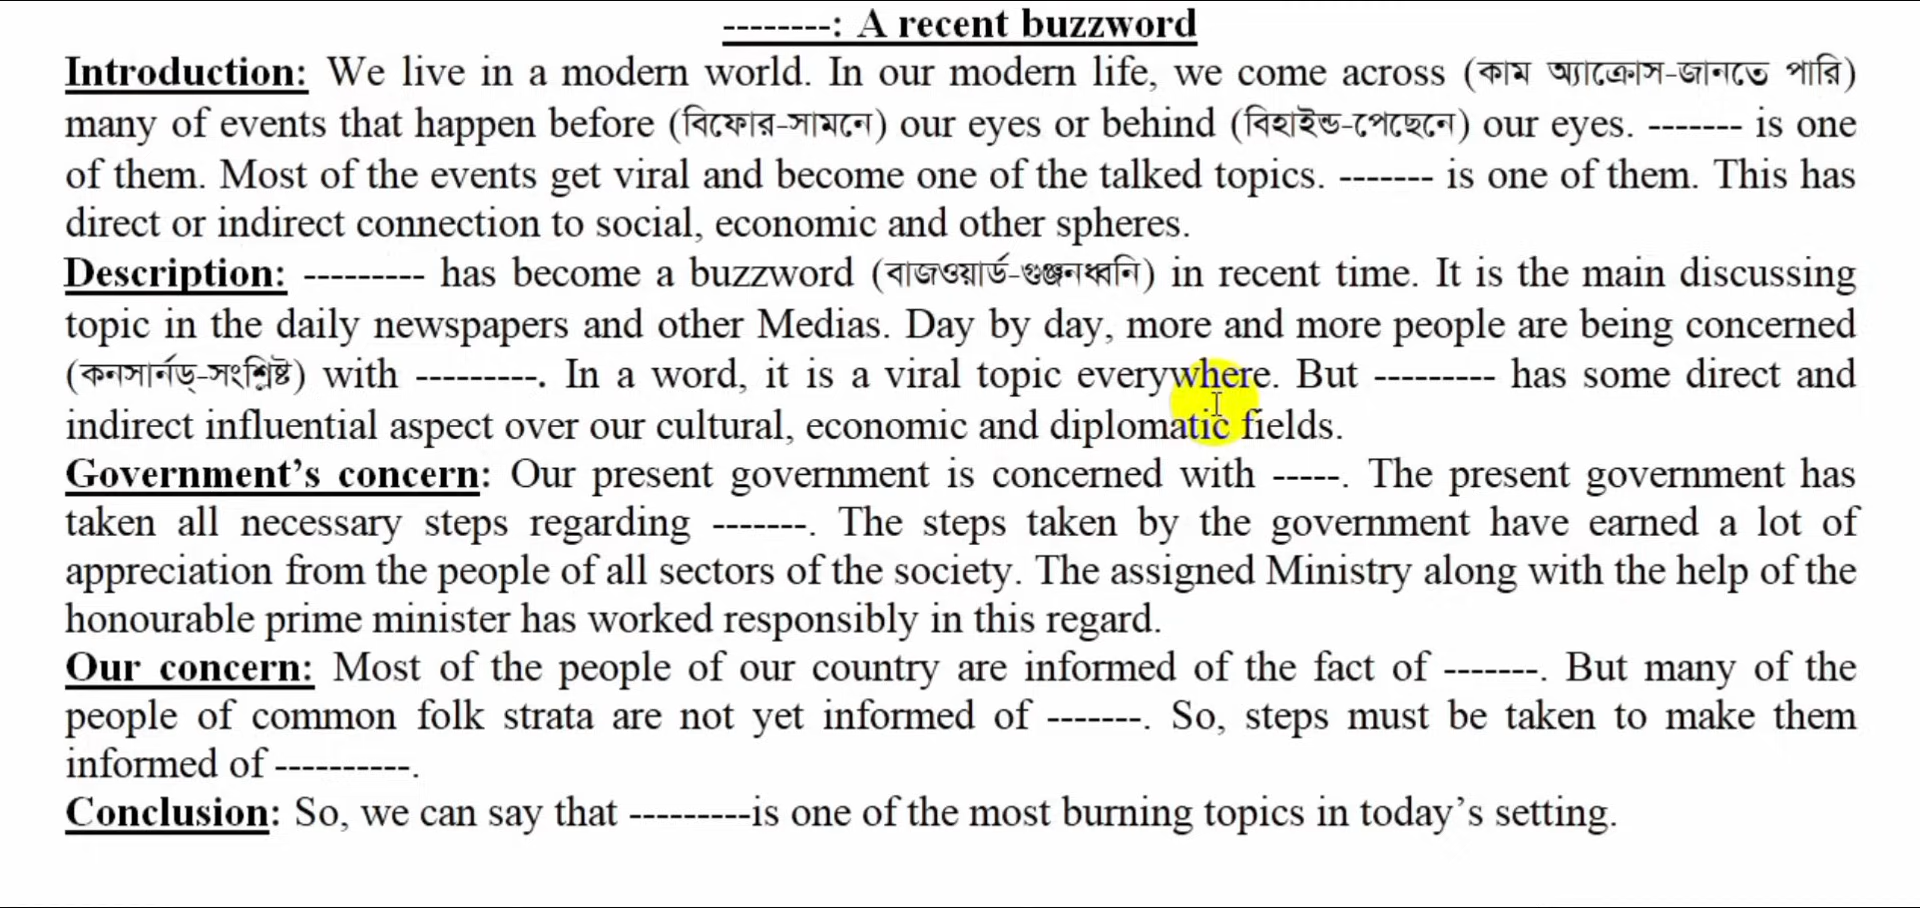 --------: A recent buzzword
Introduction: We live in a modern world. In our modern life, we come across (কাম অ্যাক্রোস-জানতে পারি)
many of events that happen before (বিফোর-সামনে) our eyes or behind (বিহাইন্ড-পেছেনে) our eyes. ------- is one
of them. Most of the events get viral and become one of the talked topics. ------- is one of them. This has
direct or indirect connection to social, economic and other spheres.
Description: --------- has become a buzzword (বাজওয়ার্ড-গুঞ্জনধ্বনি) in recent time. It is the main discussing
topic in the daily newspapers and other Medias. Day by day, more and more people are being concerned
(কনসার্নড্-সংশ্লিষ্ট) with ---------. In a word, it is a viral topic everywhere. But --------- has some direct and
indirect influential aspect over our cultural, economic and diplomatic fields.
Government’s concern: Our present government is concerned with -----. The present government has
taken all necessary steps regarding -------. The steps taken by the government have earned a lot of
appreciation from the people of all sectors of the society. The assigned Ministry along with the help of the
honourable prime minister has worked responsibly in this regard.
Our concern: Most of the people of our country are informed of the fact of -------. But many of the
people of common folk strata are not yet informed of -------. So, steps must be taken to make them
informed of ----------.
Conclusion: So, we can say that ---------is one of the most burning topics in today’s setting.